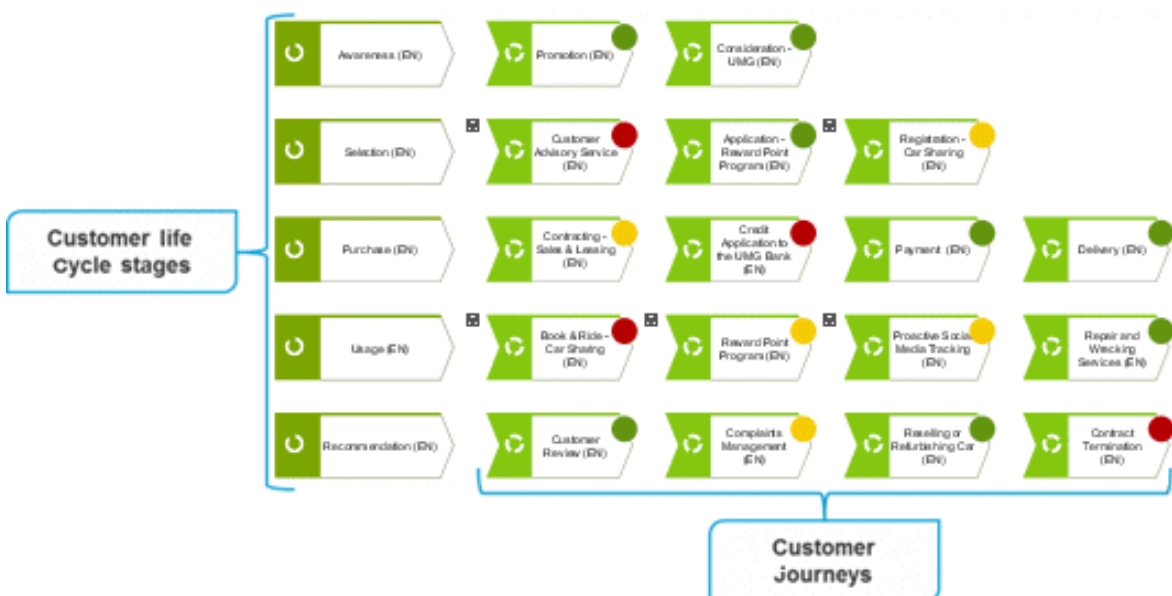 Awareness (EN)
Promotion (EN)
Consideration -
UMG (EN)
Selection (EN)
Customer
Advisory Service
(EN)
Application -
Reward Point
Program (EN)
Registration -
Car Sharing
(EN)
Customer life
Cycle stages
Purchase (EN)
Contracting -
Sales & Leasing
(EN)
Credit
Application to
the UMG Bank
(EN)
Payment (EN)
Delivery (EN)
Usage (EN)
Book & Ride -
Car Sharing
(EN)
Reward Point
Program (EN)
Proactive Social
Media Tracking
(EN)
Repair and
Wrecking
Services (EN)
Recommendation (EN)
Customer
Review (EN)
Complaints
Management
(EN)
Reselling or
Refurbishing Car
(EN)
Contract
Termination
(EN)
Customer
Journeys